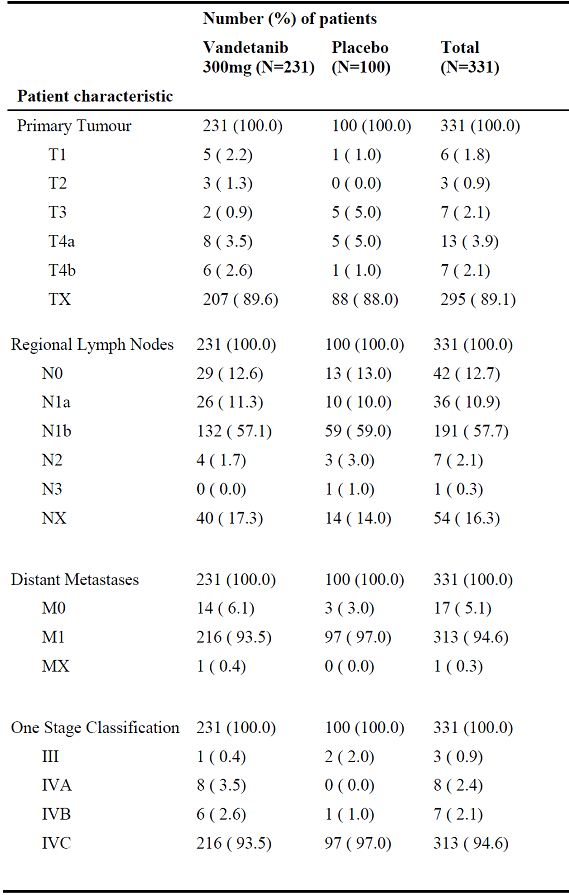 Number (%) of patients
Vandetanib 300mg (N=231) Placebo (N=100) Total (N=331)
Patient characteristic
Primary Tumour 231 (100.0) 100 (100.0) 331 (100.0)
T1 5 ( 2.2) 1 ( 1.0) 6 ( 1.8)
T2 3 ( 1.3) 0 ( 0.0) 3 ( 0.9)
T3 2 ( 0.9) 5 ( 5.0) 7 ( 2.1)
T4a 8 ( 3.5) 5 ( 5.0) 13 ( 3.9)
T4b 6 ( 2.6) 1 ( 1.0) 7 ( 2.1)
TX 207 ( 89.6) 88 ( 88.0) 295 ( 89.1)
Regional Lymph Nodes 231 (100.0) 100 (100.0) 331 (100.0)
N0 29 ( 12.6) 13 ( 13.0) 42 ( 12.7)
N1a 26 ( 11.3) 10 ( 10.0) 36 ( 10.9)
N1b 132 ( 57.1) 59 ( 59.0) 191 ( 57.7)
N2 4 ( 1.7) 3 ( 3.0) 7 ( 2.1)
N3 0 ( 0.0) 1 ( 1.0) 1 ( 0.3)
NX 40 ( 17.3) 14 ( 14.0) 54 ( 16.3)
Distant Metastases 231 (100.0) 100 (100.0) 331 (100.0)
M0 14 ( 6.1) 3 ( 3.0) 17 ( 5.1)
M1 216 ( 93.5) 97 ( 97.0) 313 ( 94.6)
MX 1 ( 0.4) 0 ( 0.0) 1 ( 0.3)
One Stage Classification 231 (100.0) 100 (100.0) 331 (100.0)
III 1 ( 0.4) 2 ( 2.0) 3 ( 0.9)
IVA 8 ( 3.5) 0 ( 0.0) 8 ( 2.4)
IVB 6 ( 2.6) 1 ( 1.0) 7 ( 2.1)
IVC 216 ( 93.5) 97 ( 97.0) 313 ( 94.6)